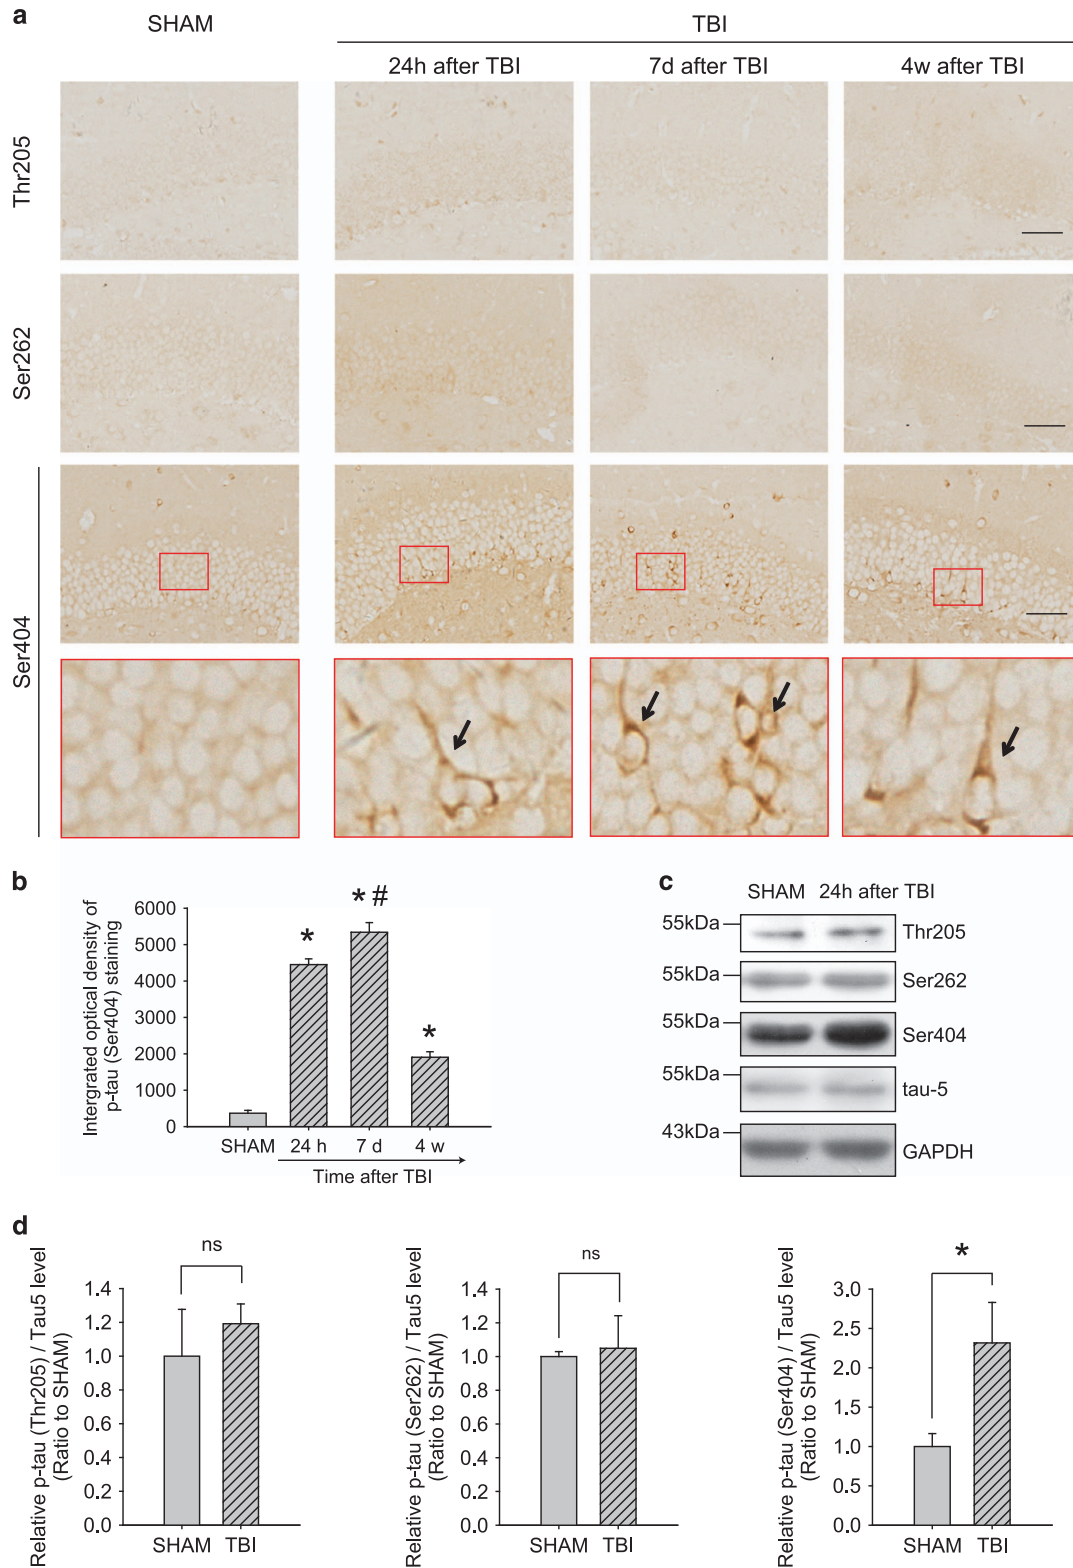 a
SHAM
TBI
24h after TBI
7d after TBI
4w after TBI
Thr205
Ser262
Ser404
b
Intergrated optical density of
p-tau (Ser404) staining
6000
5000
4000
3000
2000
1000
0
*
* #
*
SHAM 24 h 7 d 4 w
Time after TBI
c
SHAM 24h after TBI
55kDa Thr205
55kDa Ser262
55kDa Ser404
55kDa tau-5
43kDa GAPDH
d
Relative p-tau (Thr205) / Tau5 level
(Ratio to SHAM)
1.4
1.2
1.0
0.8
0.6
0.4
0.2
0.0
ns
SHAM TBI
Relative p-tau (Ser262) / Tau5 level
(Ratio to SHAM)
1.4
1.2
1.0
0.8
0.6
0.4
0.2
0.0
ns
SHAM TBI
Relative p-tau (Ser404) / Tau5 level
(Ratio to SHAM)
3.0
2.5
2.0
1.5
1.0
0.5
0.0
*
SHAM TBI